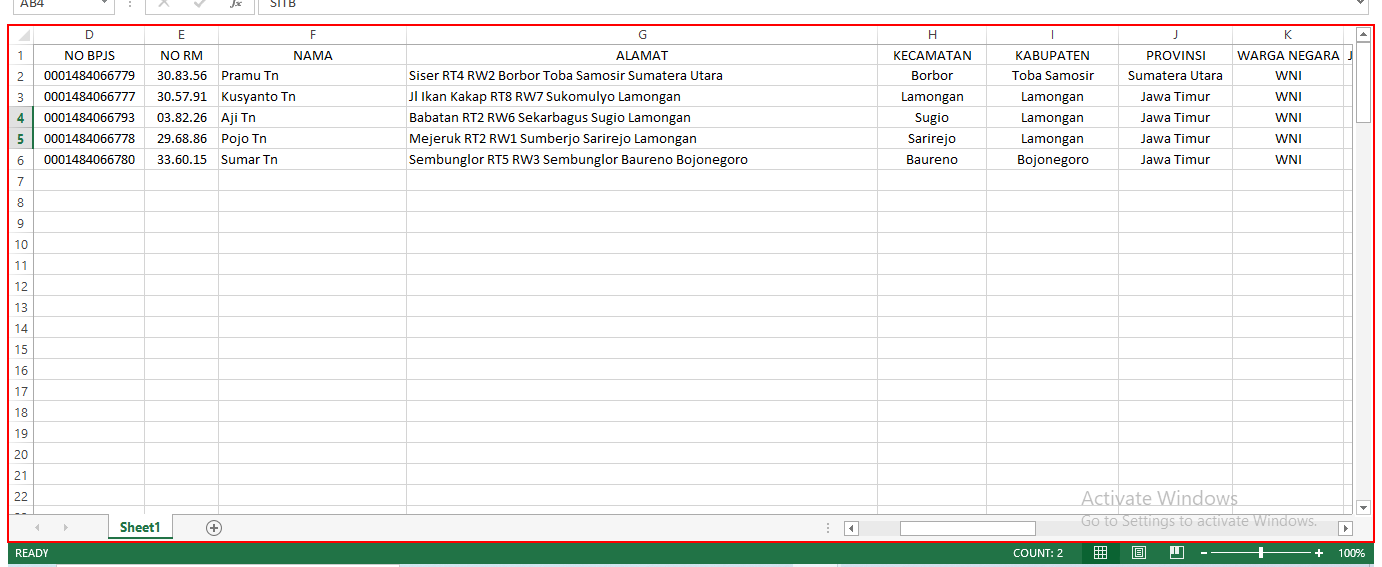 AB4 fx SITB
D E F G H I J K
1 NO BPJS NO RM NAMA ALAMAT KECAMATAN KABUPATEN PROVINSI WARGA NEGARA J
2 0001484066779 30.83.56 Pramu Tn Siser RT4 RW2 Borbor Toba Samosir Sumatera Utara Borbor Toba Samosir Sumatera Utara WNI
3 0001484066777 30.57.91 Kusyanto Tn Jl Ikan Kakap RT8 RW7 Sukomulyo Lamongan Lamongan Lamongan Jawa Timur WNI
4 0001484066793 03.82.26 Aji Tn Babatan RT2 RW6 Sekarbagus Sugio Lamongan Sugio Lamongan Jawa Timur WNI
5 0001484066778 29.68.86 Pojo Tn Mejeruk RT2 RW1 Sumberjo Sarirejo Lamongan Sarirejo Lamongan Jawa Timur WNI
6 0001484066780 33.60.15 Sumar Tn Sembunglor RT5 RW3 Sembunglor Baureno Bojonegoro Baureno Bojonegoro Jawa Timur WNI
7
8
9
10
11
12
13
14
15
16
17
18
19
20
21
22
Activate Windows
Go to Settings to activate Windows.
Sheet1
READY COUNT: 2 100%